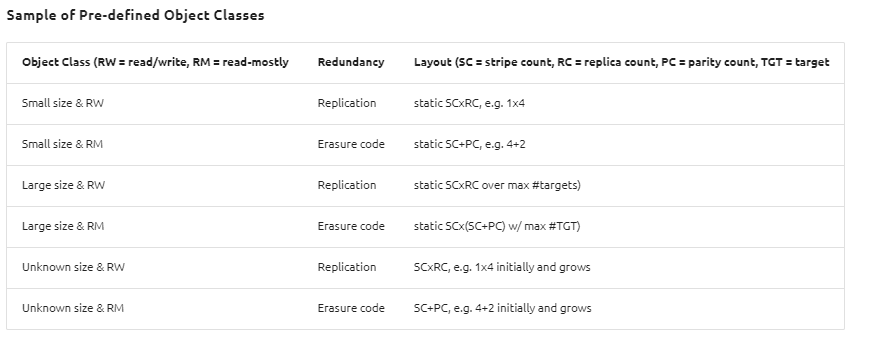 Sample of Pre-defined Object Classes
Object Class (RW = read/write, RM = read-mostly Redundancy Layout (SC = stripe count, RC = replica count, PC = parity count, TGT = target
Small size & RW Replication static SCxRC, e.g. 1x4
Small size & RM Erasure code static SC+PC, e.g. 4+2
Large size & RW Replication static SCxRC over max #targets)
Large size & RM Erasure code static SCx(SC+PC) w/ max #TGT)
Unknown size & RW Replication SCxRC, e.g. 1x4 initially and grows
Unknown size & RM Erasure code SC+PC, e.g. 4+2 initially and grows